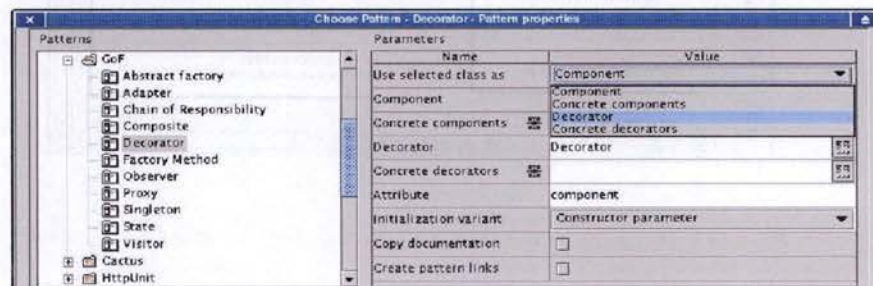 Choose Pattern - Decorator - Pattern properties
Patterns
GoF
Abstract factory
Adapter
Chain of Responsibility
Composite
Decorator
Factory Method
Observer
Proxy
Singleton
State
Visitor
Cactus
HttpUnit
Parameters
Name Value
Use selected class as Component
Component
Concrete components
Decorator
Concrete decorators
Component
Concrete components
Decorator Decorator
Concrete decorators
Attribute component
Initialization variant Constructor parameter
Copy documentation
Create pattern links